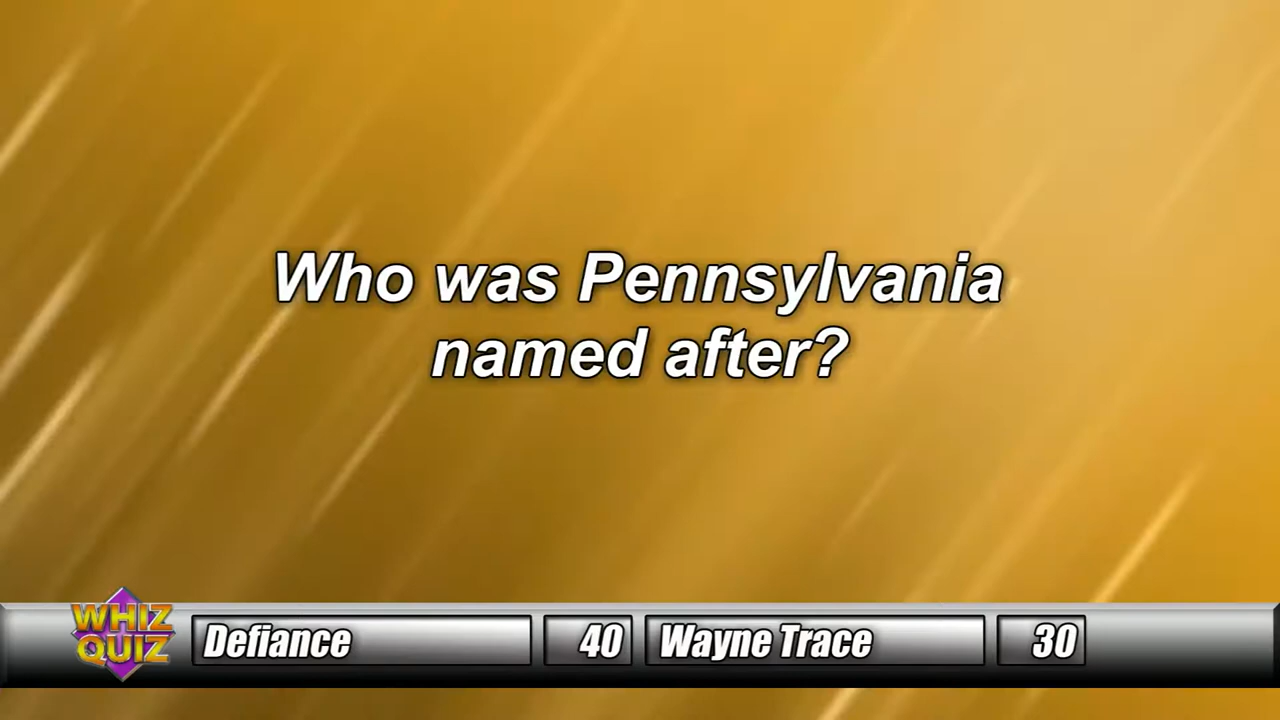 Who was Pennsylvania
named after?
WHIZ
QUIZ
Defiance 40 Wayne Trace 30